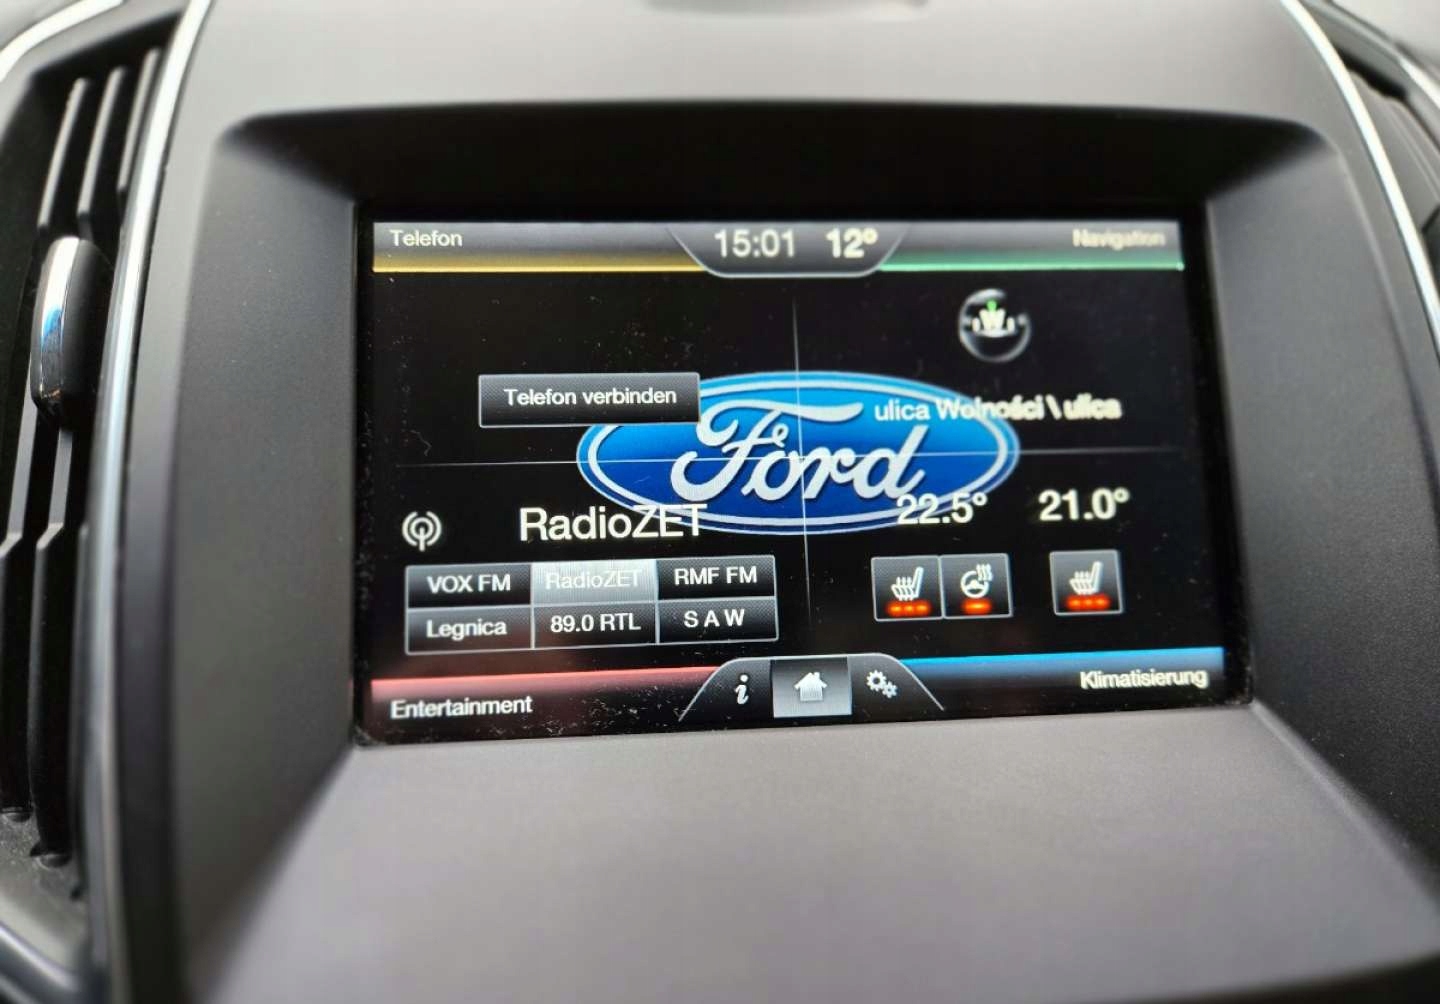 Telefon 15:01 12° Navigation
W
Telefon verbinden
Ford
ulica Wolności \ ulica
RadioZET
22.5° 21.0°
VOX FM RadioZET RMF FM
Legnica 89.0 RTL S A W
Entertainment
i
Klimatisierung